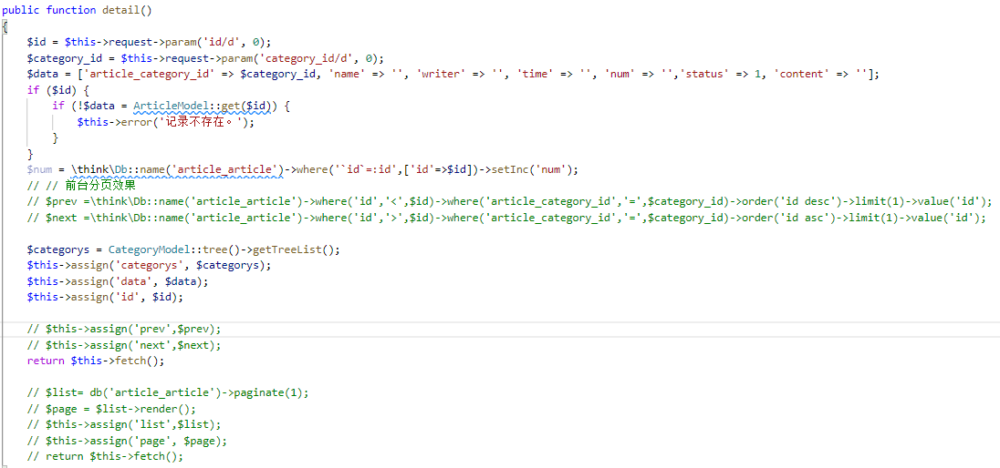 public function detail()
{
$id = $this->request->param('id/d', 0);
$category_id = $this->request->param('category_id/d', 0);
$data = ['article_category_id' => $category_id, 'name' => '', 'writer' => '', 'time' => '', 'num' => '','status' => 1, 'content' => ''];
if ($id) {
if (!$data = ArticleModel::get($id)) {
$this->error('记录不存在。');
}
}
$num = \think\Db::name('article_article')->where('`id`=:id',['id'=>$id])->setInc('num');
// // 前台分页效果
// $prev =\think\Db::name('article_article')->where('id','<',$id)->where('article_category_id','=',$category_id)->order('id desc')->limit(1)->value('id');
// $next =\think\Db::name('article_article')->where('id','>',$id)->where('article_category_id','=',$category_id)->order('id asc')->limit(1)->value('id');
$categorys = CategoryModel::tree()->getTreeList();
$this->assign('categorys', $categorys);
$this->assign('data', $data);
$this->assign('id', $id);
// $this->assign('prev',$prev);
// $this->assign('next',$next);
return $this->fetch();
// $list= db('article_article')->paginate(1);
// $page = $list->render();
// $this->assign('list',$list);
// $this->assign('page', $page);
// return $this->fetch();